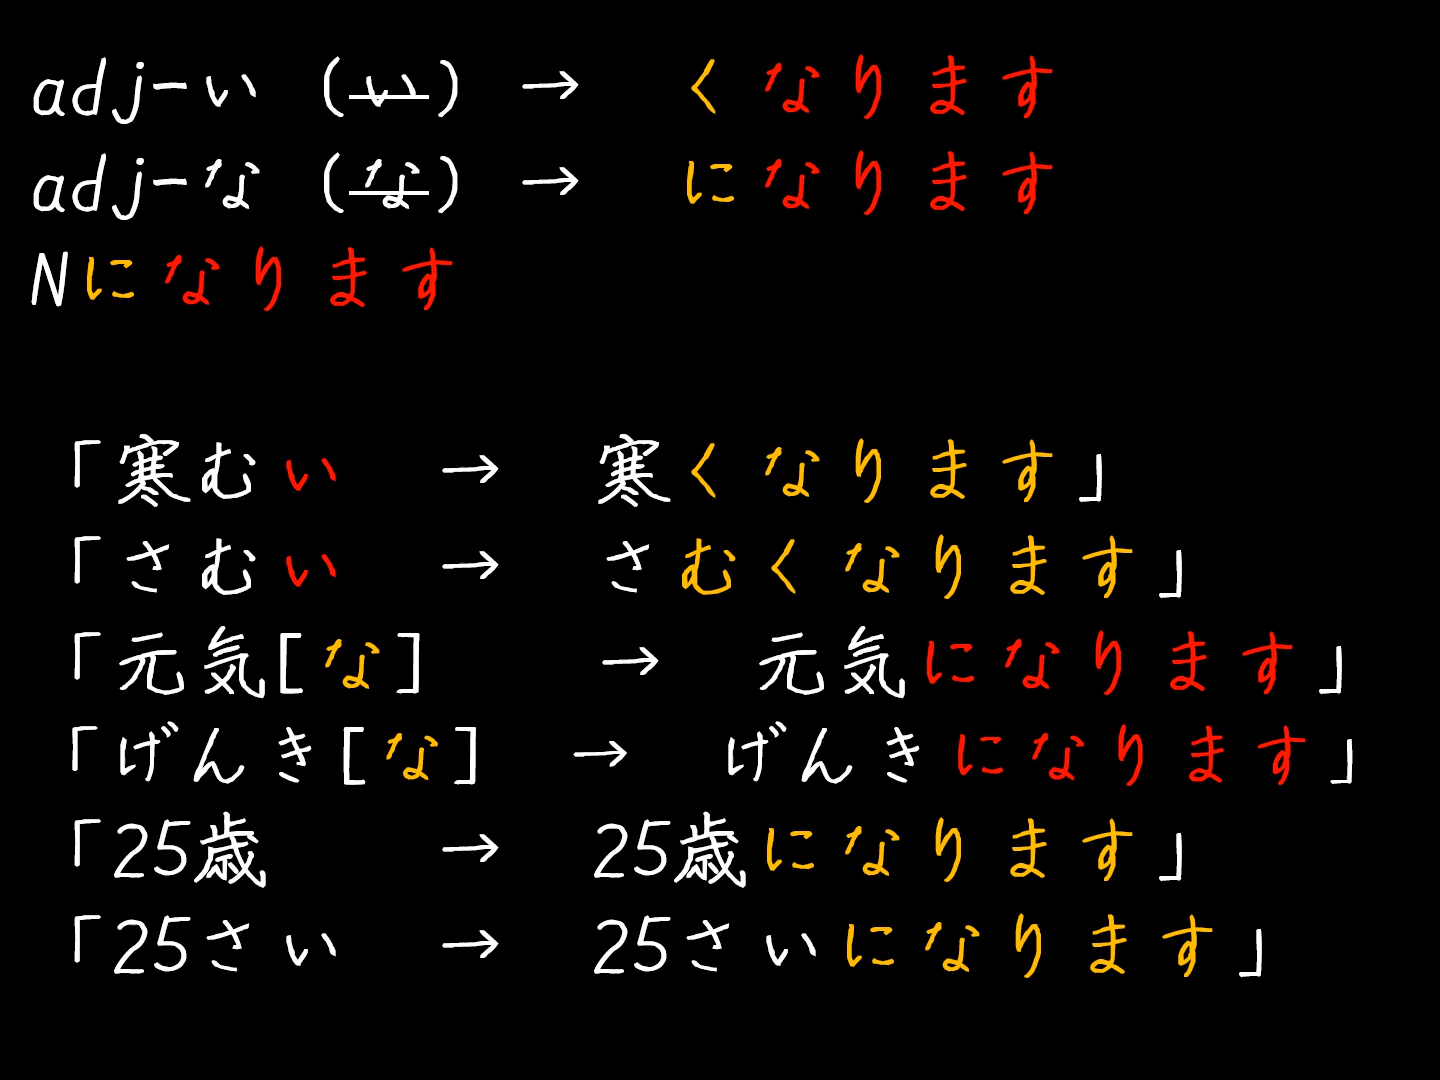 adj-い (い) → くなります
adj-な (な) → になります
Nになります
「寒むい → 寒くなります」
「さむい → さむくなります」
「元気[な] → 元気になります」
「げんき[な] → げんきになります」
「25歳 → 25歳になります」
「25さい → 25さいになります」